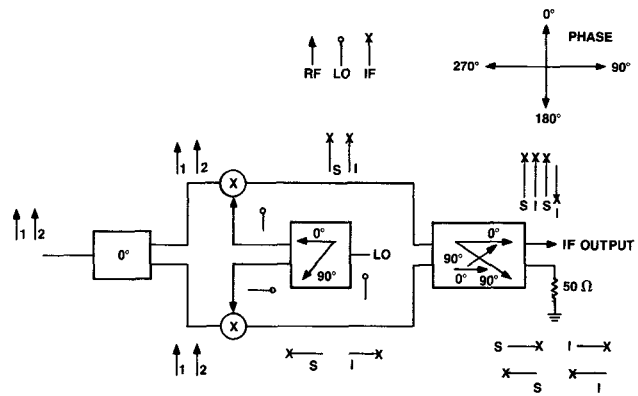 0°
PHASE
270°
90°
180°
RF LO IF
1 2
S I
S I S I
1 2
0°
X
0°
90°
LO
0°
90°
0° 90°
IF OUTPUT
50 Ω
X
1 2
X S I X
S X I X
X S X I